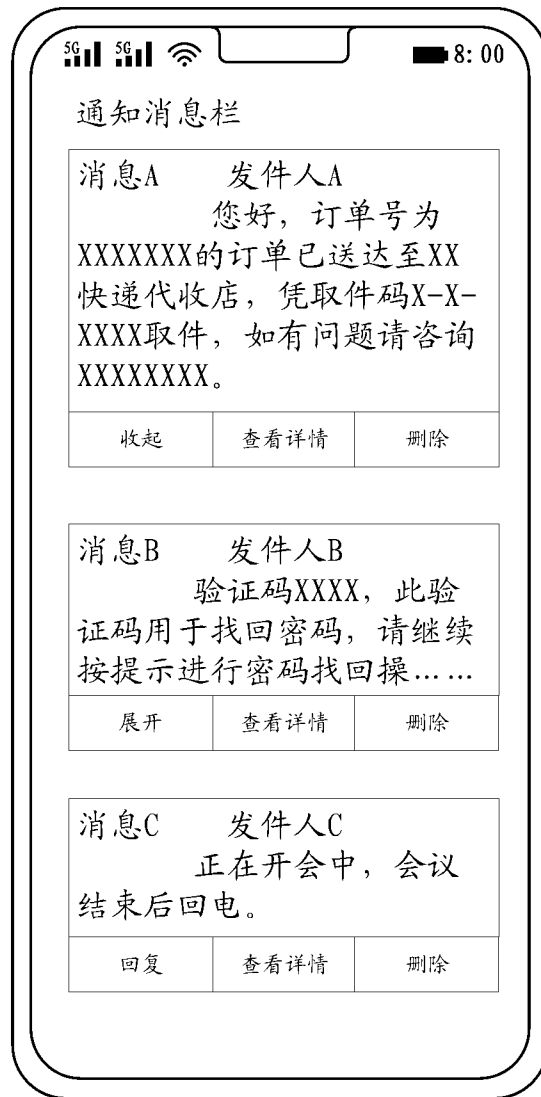 5G 5G 8:00
通知消息栏
消息A 发件人A
您好，订单号为
XXXXXXX的订单已送达至XX
快递代收店，凭取件码X-X-
XXXX取件，如有问题请咨询
XXXXXXXX。
收起 查看详情 删除
消息B 发件人B
验证码XXXX，此验
证码用于找回密码，请继续
按提示进行密码找回操……
展开 查看详情 删除
消息C 发件人C
正在开会中，会议
结束后回电。
回复 查看详情 删除